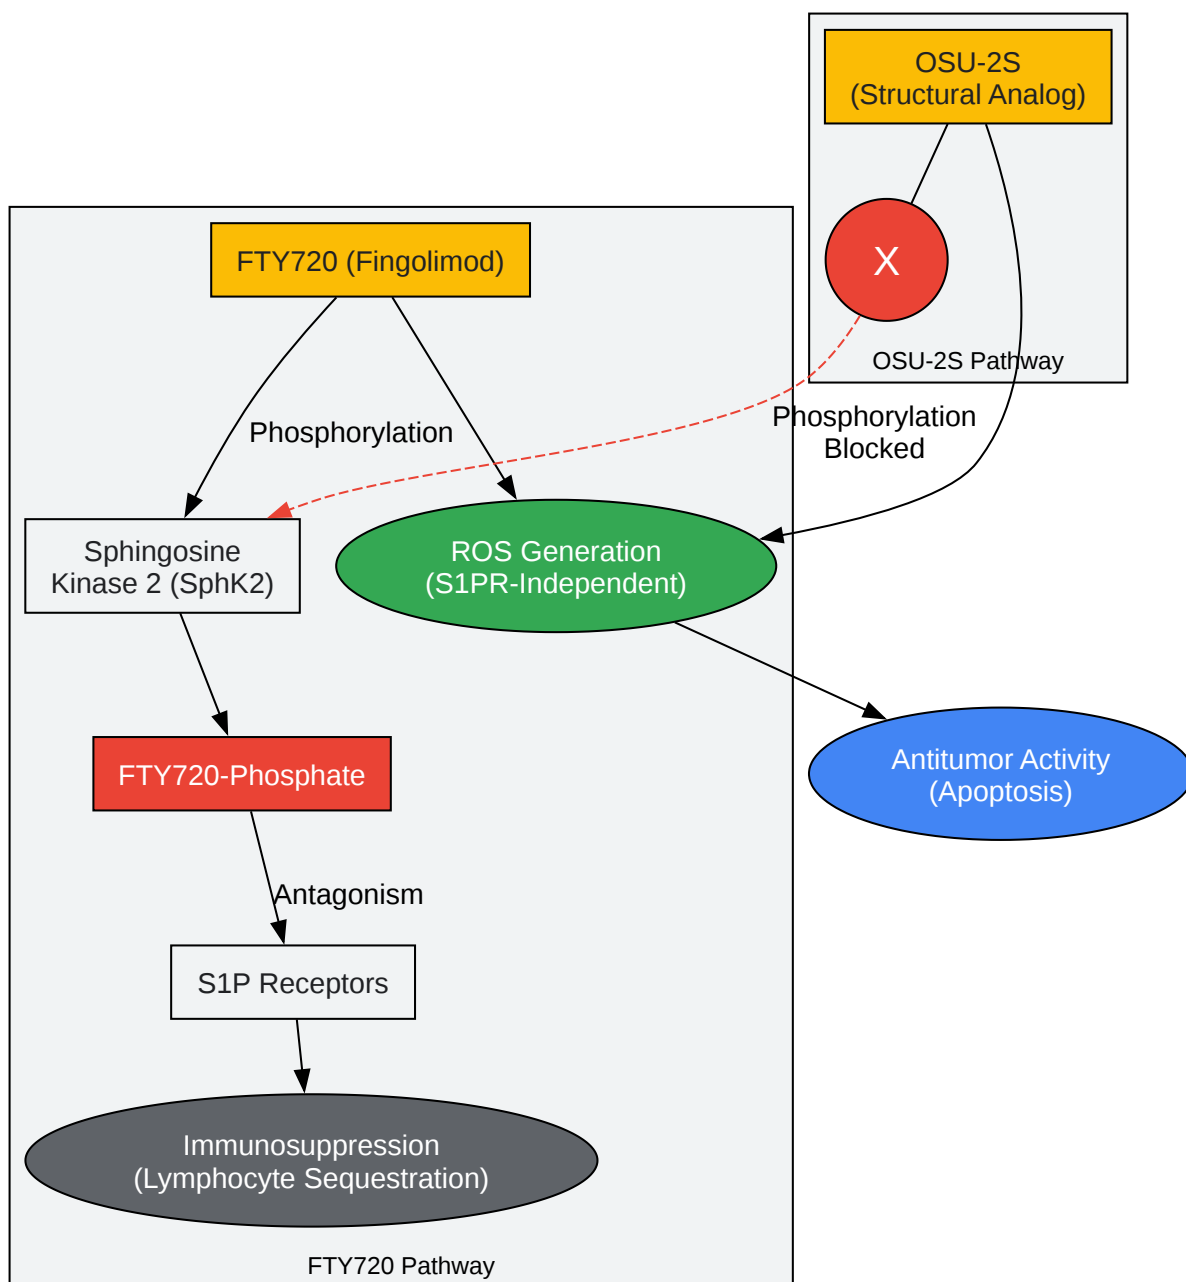 OSU-2S
(Structural Analog)
X
OSU-2S Pathway
FTY720 (Fingolimod)
Phosphorylation
Phosphorylation
Blocked
Sphingosine
Kinase 2 (SphK2)
ROS Generation
(S1PR-Independent)
FTY720-Phosphate
Antitumor Activity
(Apoptosis)
Antagonism
S1P Receptors
Immunosuppression
(Lymphocyte Sequestration)
FTY720 Pathway